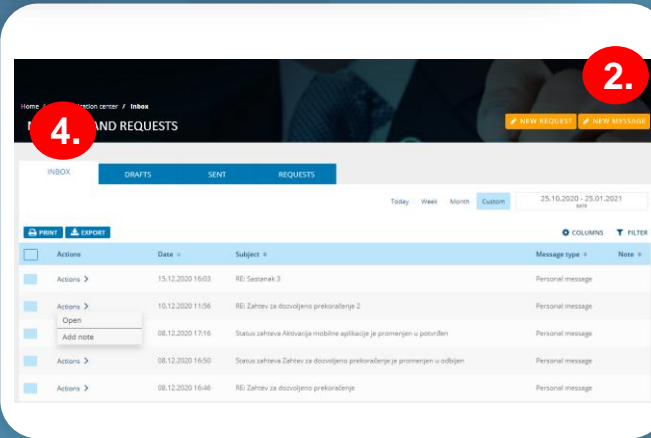 2.
Home / ication center / Inbox
4.
AND REQUESTS
NEW REQUEST NEW MESSAGE
INBOX DRAFTS SENT REQUESTS
Today Week Month Custom 25.10.2020 - 25.01.2021
PRINT EXPORT COLUMNS FILTER
Actions Date Subject Message type Note
Actions 15.12.2020 16:03 RE: Sastanak 3 Personal message
Actions 10.12.2020 11:56 RE: Zahtev za dozvoljeno prekoračenje 2 Personal message
Open
Add note
08.12.2020 17:16 Status zahteva Aktivacija mobilne aplikacije je promenjen u potvrđen Personal message
Actions 08.12.2020 16:50 Status zahteva Zahtev za dozvoljeno prekoračenje je promenjen u odbijen Personal message
Actions 08.12.2020 16:46 RE: Zahtev za dozvoljeno prekoračenje Personal message